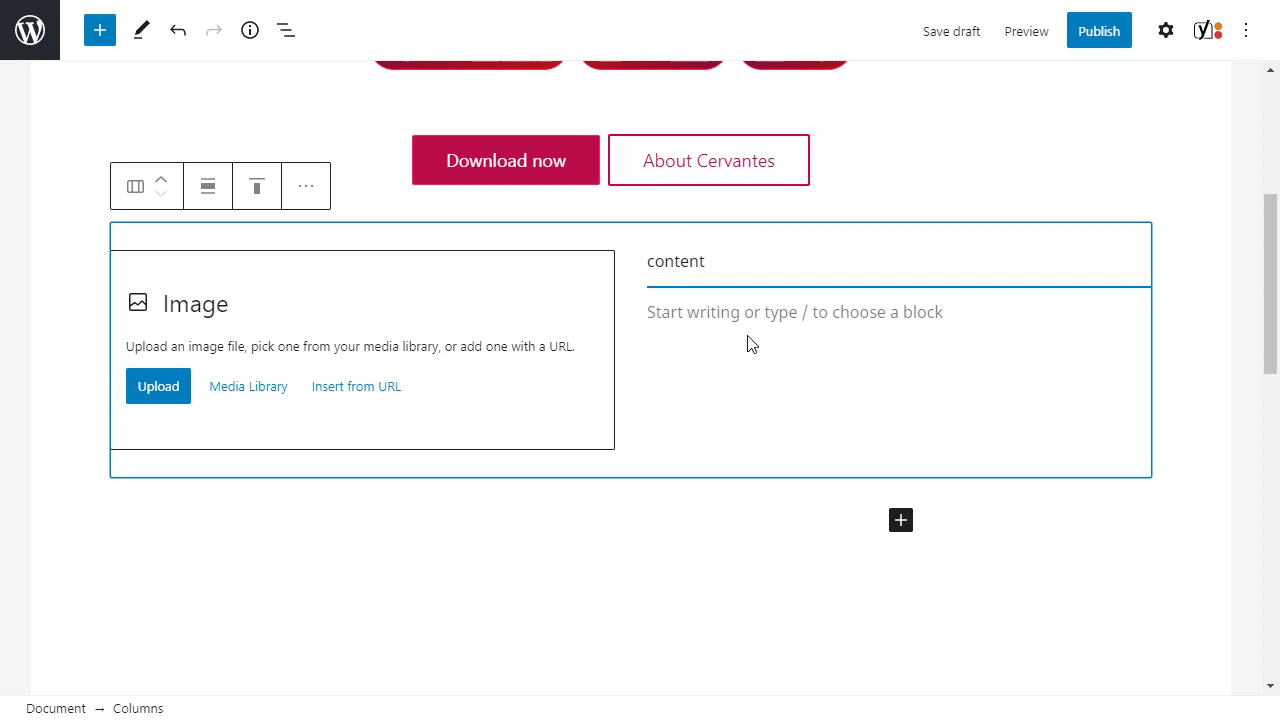 Save draft
Preview
Publish
Download now
About Cervantes
Image
Upload an image file, pick one from your media library, or add one with a URL.
Upload
Media Library
Insert from URL
content
Start writing or type / to choose a block
Document → Columns